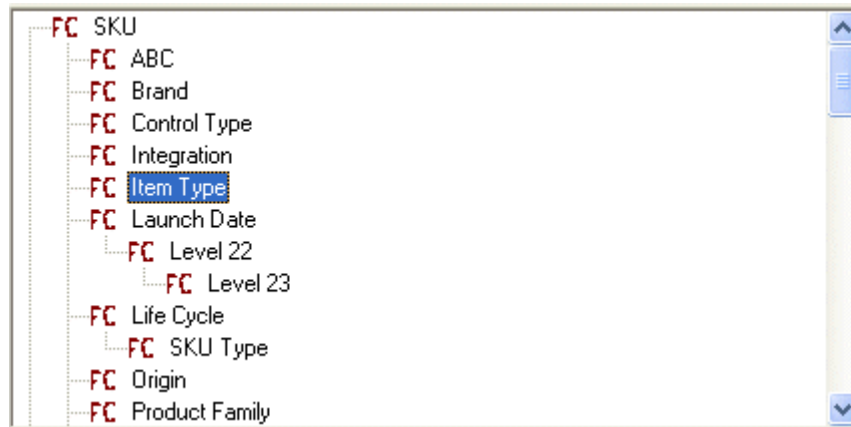 FC SKU
FC ABC
FC Brand
FC Control Type
FC Integration
FC Item Type
FC Launch Date
FC Level 22
FC Level 23
FC Life Cycle
FC SKU Type
FC Origin
FC Product Family